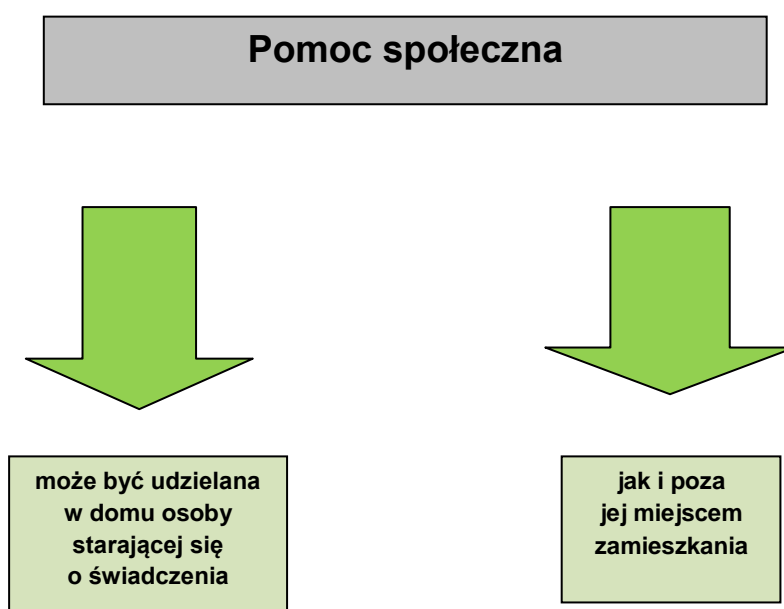 Pomoc społeczna
może być udzielana
w domu osoby
starającej się
o świadczenia
jak i poza
jej miejscem
zamieszkania